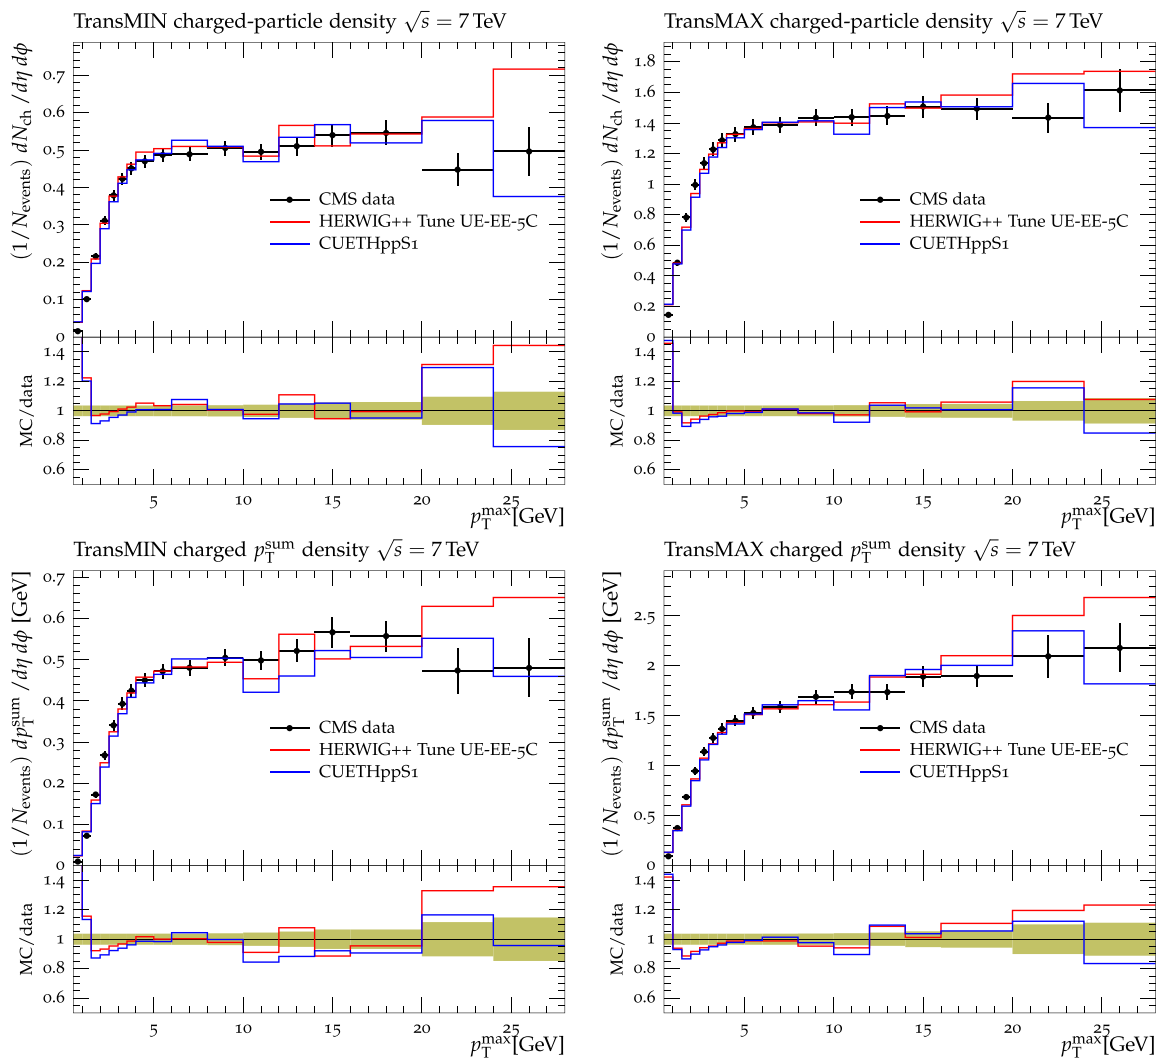 TransMIN charged-particle density √s = 7 TeV
(1/N_events) dN_ch/dη dϕ
0.7
0.6
0.5
0.4
0.3
0.2
0.1
0
CMS data
HERWIG++ Tune UE-EE-5C
CUETHppS1
MC/data
1.4
1.2
1
0.8
0.6
5 10 15 20 25
p_T^max[GeV]
TransMAX charged-particle density √s = 7 TeV
(1/N_events) dN_ch/dη dϕ
1.8
1.6
1.4
1.2
1
0.8
0.6
0.4
0.2
0
CMS data
HERWIG++ Tune UE-EE-5C
CUETHppS1
MC/data
1.4
1.2
1
0.8
0.6
5 10 15 20 25
p_T^max[GeV]
TransMIN charged p_T^sum density √s = 7 TeV
(1/N_events) dp_T^sum/dη dϕ [GeV]
0.7
0.6
0.5
0.4
0.3
0.2
0.1
0
CMS data
HERWIG++ Tune UE-EE-5C
CUETHppS1
MC/data
1.4
1.2
1
0.8
0.6
5 10 15 20 25
p_T^max[GeV]
TransMAX charged p_T^sum density √s = 7 TeV
(1/N_events) dp_T^sum/dη dϕ [GeV]
2.5
2
1.5
1
0.5
0
CMS data
HERWIG++ Tune UE-EE-5C
CUETHppS1
MC/data
1.4
1.2
1
0.8
0.6
5 10 15 20 25
p_T^max[GeV]